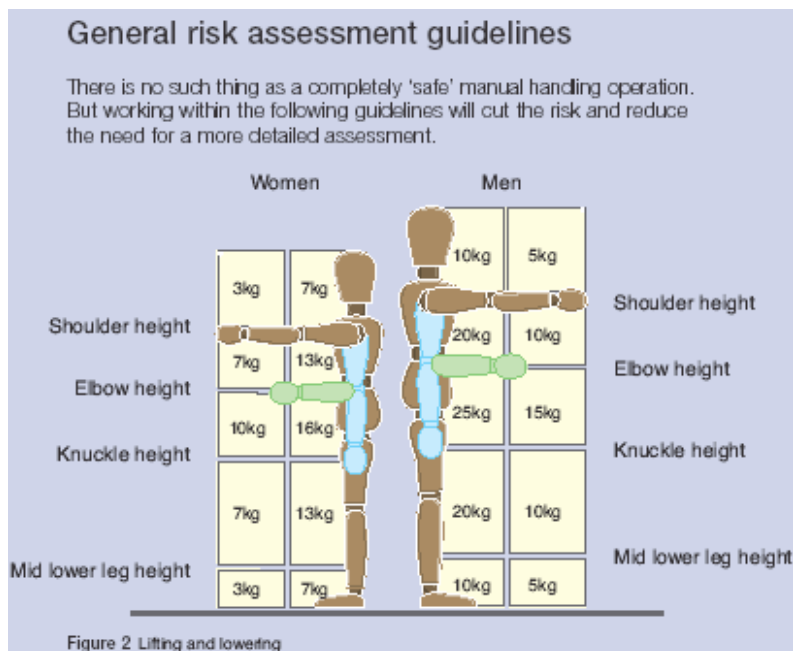 General risk assessment guidelines
There is no such thing as a completely ‘safe’ manual handling operation.
But working within the following guidelines will cut the risk and reduce
the need for a more detailed assessment.
Women Men
10kg 5kg
3kg 7kg
Shoulder height Shoulder height
20kg 10kg
7kg 13kg
Elbow height Elbow height
25kg 15kg
10kg 16kg
Knuckle height Knuckle height
7kg 13kg 20kg 10kg
Mid lower leg height Mid lower leg height
3kg 7kg 10kg 5kg
Figure 2 Lifting and lowering